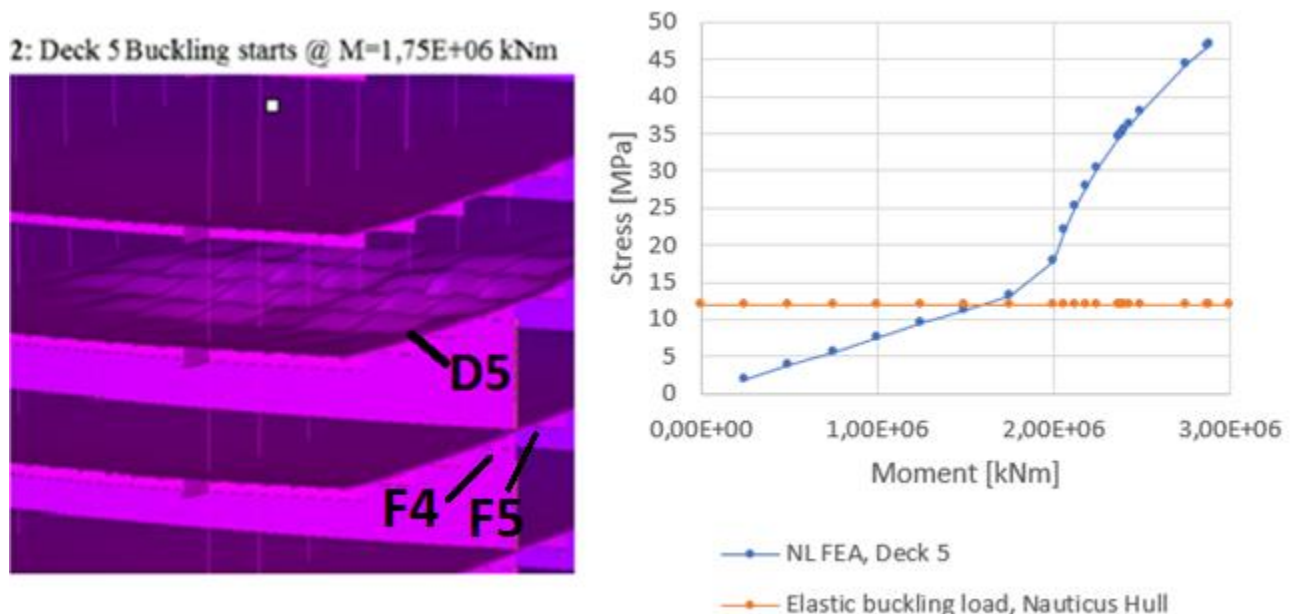 2: Deck 5 Buckling starts @ M=1,75E+06 kNm
D5
F4 F5
50
45
40
35
30
25
20
15
10
5
0
Stress [MPa]
0,00E+00 1,00E+06 2,00E+06 3,00E+06
Moment [kNm]
NL FEA, Deck 5
Elastic buckling load, Nauticus Hull